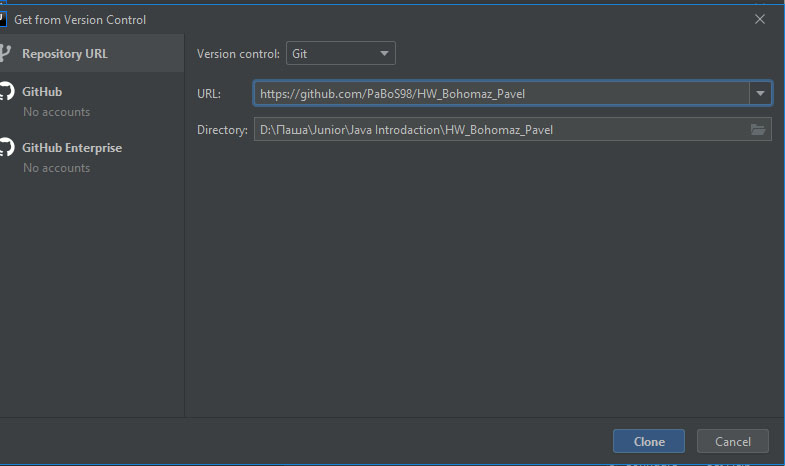 Get from Version Control
Repository URL
GitHub
No accounts
GitHub Enterprise
No accounts
Version control: Git
URL: https://github.com/PaBoS98/HW_Bohomaz_Pavel
Directory: D:\Паша\Junior\Java Introdaction\HW_Bohomaz_Pavel
Clone
Cancel